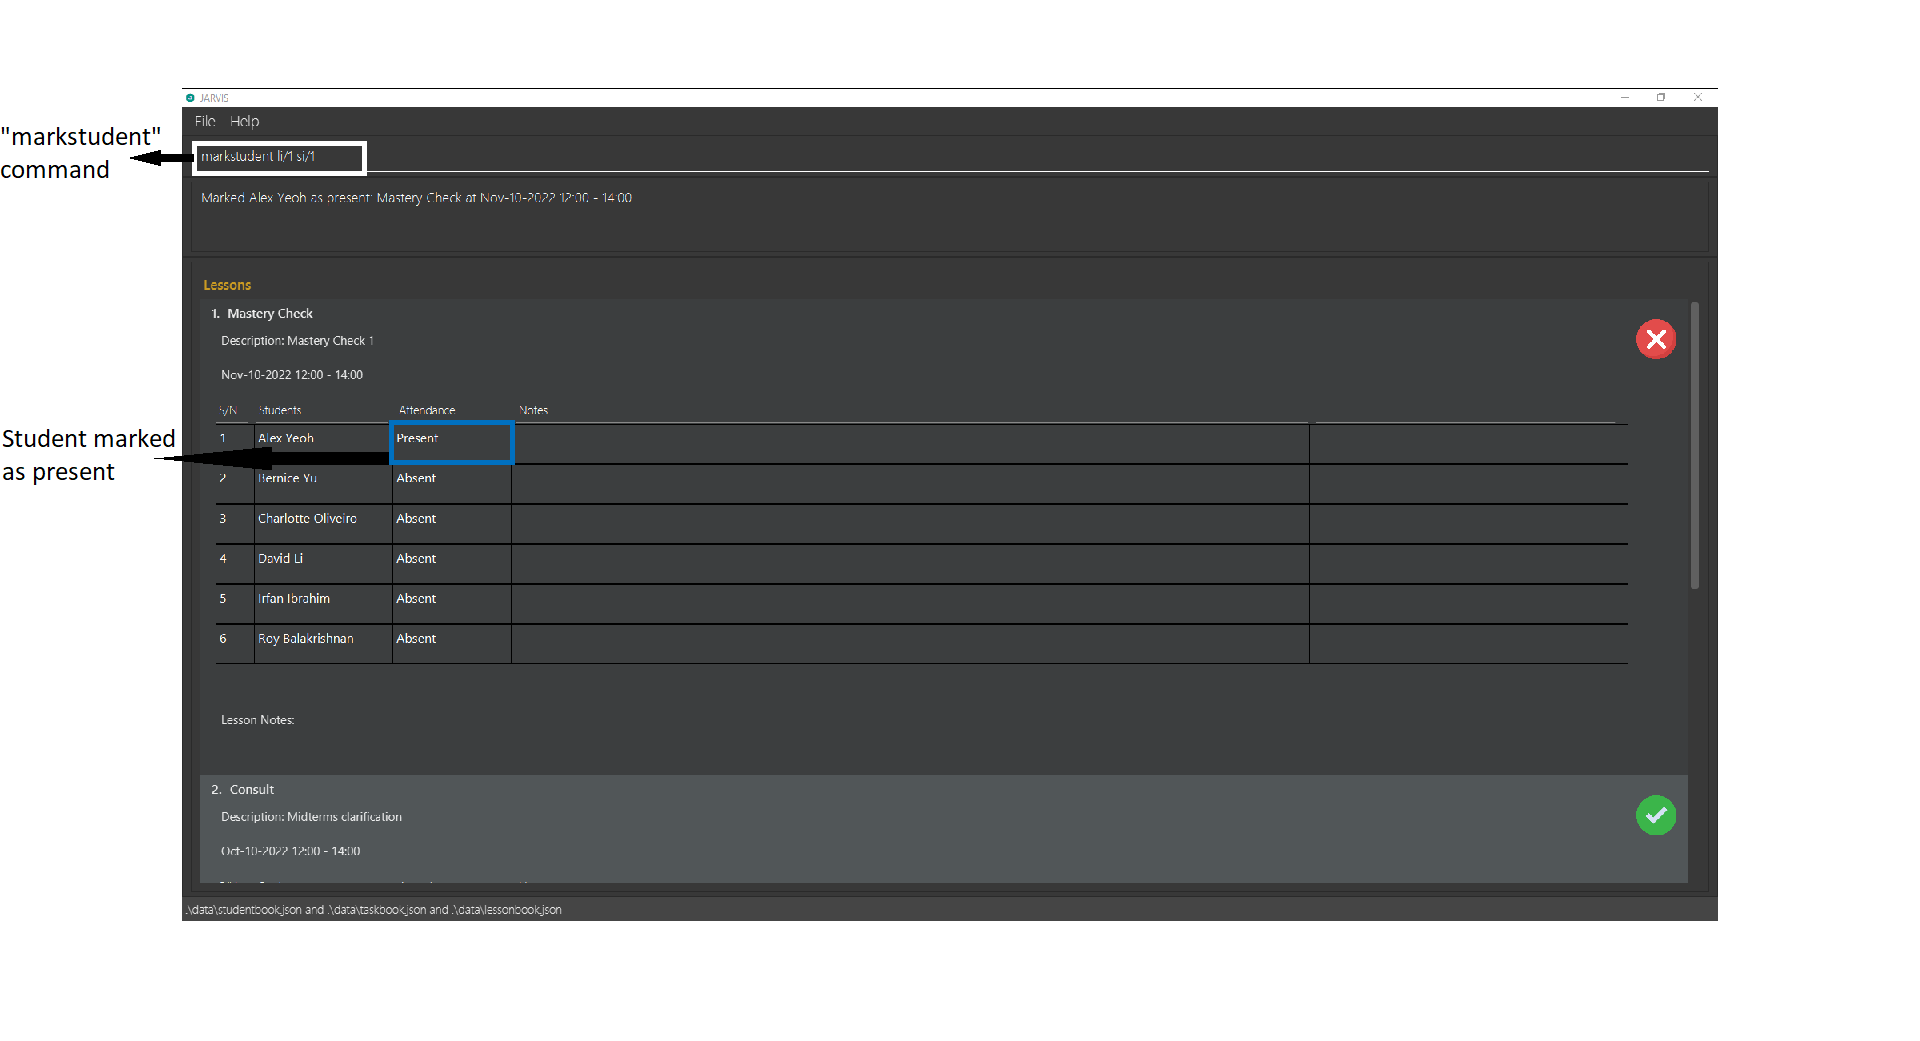 JARVIS
File Help
"markstudent"
command
markstudent li/1 si/1
Marked Alex Yeoh as present: Mastery Check at Nov-10-2022 12:00 - 14:00
Lessons
1. Mastery Check
Description: Mastery Check 1
Nov-10-2022 12:00 - 14:00
S/N Students Attendance Notes
Student marked
as present
1 Alex Yeoh Present
2 Bernice Yu Absent
3 Charlotte Oliveiro Absent
4 David Li Absent
5 Irfan Ibrahim Absent
6 Roy Balakrishnan Absent
Lesson Notes:
2. Consult
Description: Midterms clarification
Oct-10-2022 12:00 - 14:00
.\data\studentbook.json and .\data\taskbook.json and .\data\lessonbook.json